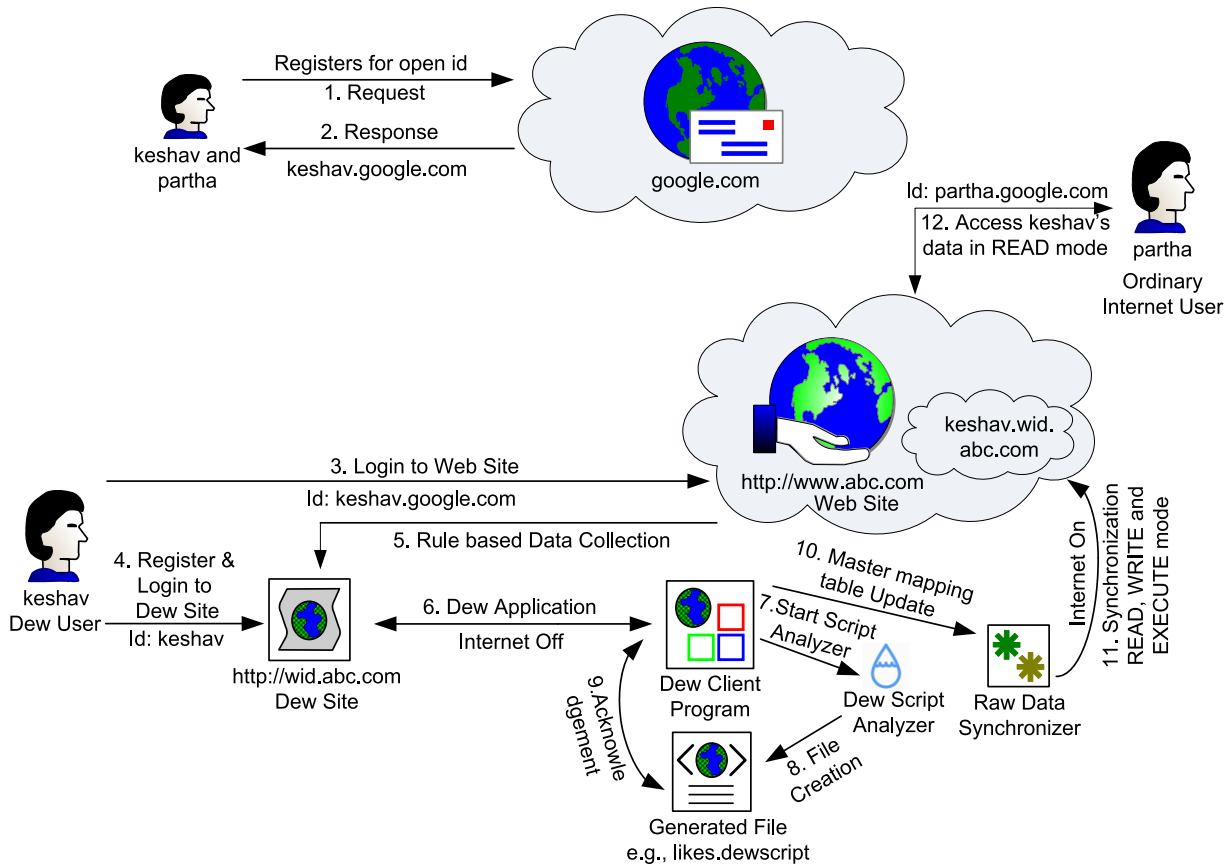 Registers for open id
1. Request
2. Response
keshav.google.com
keshav and
partha
google.com
Id: partha.google.com
12. Access keshav's
data in READ mode
partha
Ordinary
Internet User
keshav.wid.
abc.com
http://www.abc.com
Web Site
3. Login to Web Site
Id: keshav.google.com
5. Rule based Data Collection
keshav
Dew User
4. Register &
Login to
Dew Site
Id: keshav
http://wid.abc.com
Dew Site
6. Dew Application
Internet Off
Dew Client
Program
10. Master mapping
table Update
7.Start Script
Analyzer
Dew Script
Analyzer
Raw Data
Synchronizer
Internet On
11. Synchronization
READ, WRITE and
EXECUTE mode
9.Acknowle
dgement
8. File
Creation
Generated File
e.g., likes.dewscript